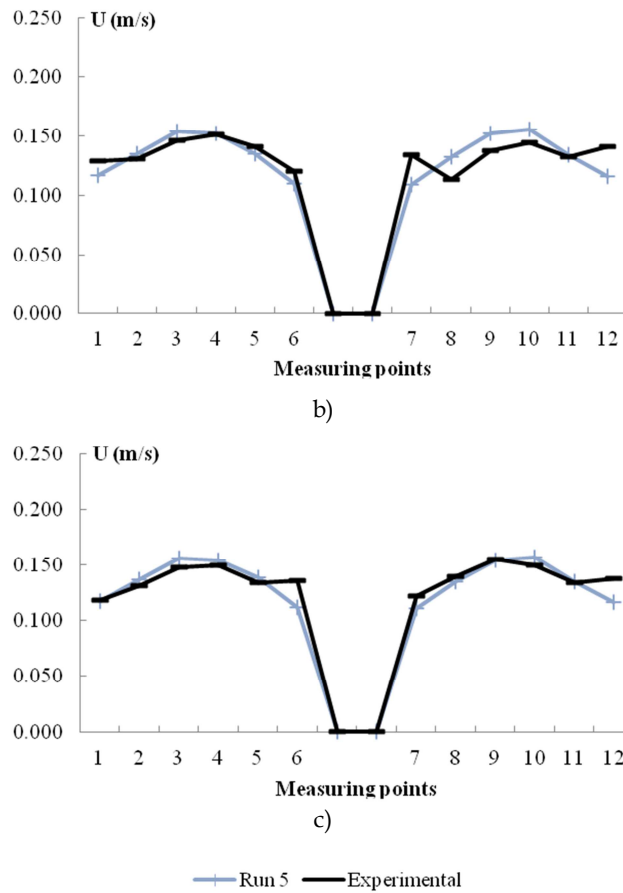 U (m/s)
0.250
0.200
0.150
0.100
0.050
0.000
1 2 3 4 5 6 7 8 9 10 11 12
Measuring points
b)
U (m/s)
0.250
0.200
0.150
0.100
0.050
0.000
1 2 3 4 5 6 7 8 9 10 11 12
Measuring points
c)
Run 5 Experimental